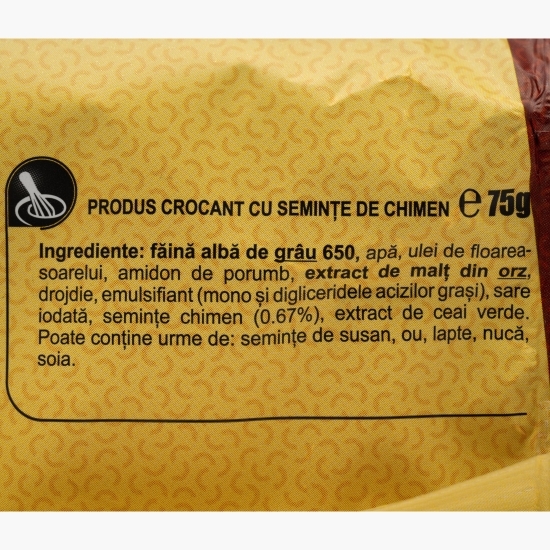 PRODUS CROCANT CU SEMINȚE DE CHIMEN ℮ 75g
Ingrediente: făină albă de grâu 650, apă, ulei de floarea-
soarelui, amidon de porumb, extract de malț din orz,
drojdie, emulsifiant (mono și digliceridele acizilor grași), sare
iodată, semințe chimen (0.67%), extract de ceai verde.
Poate conține urme de: semințe de susan, ou, lapte, nucă,
soia.